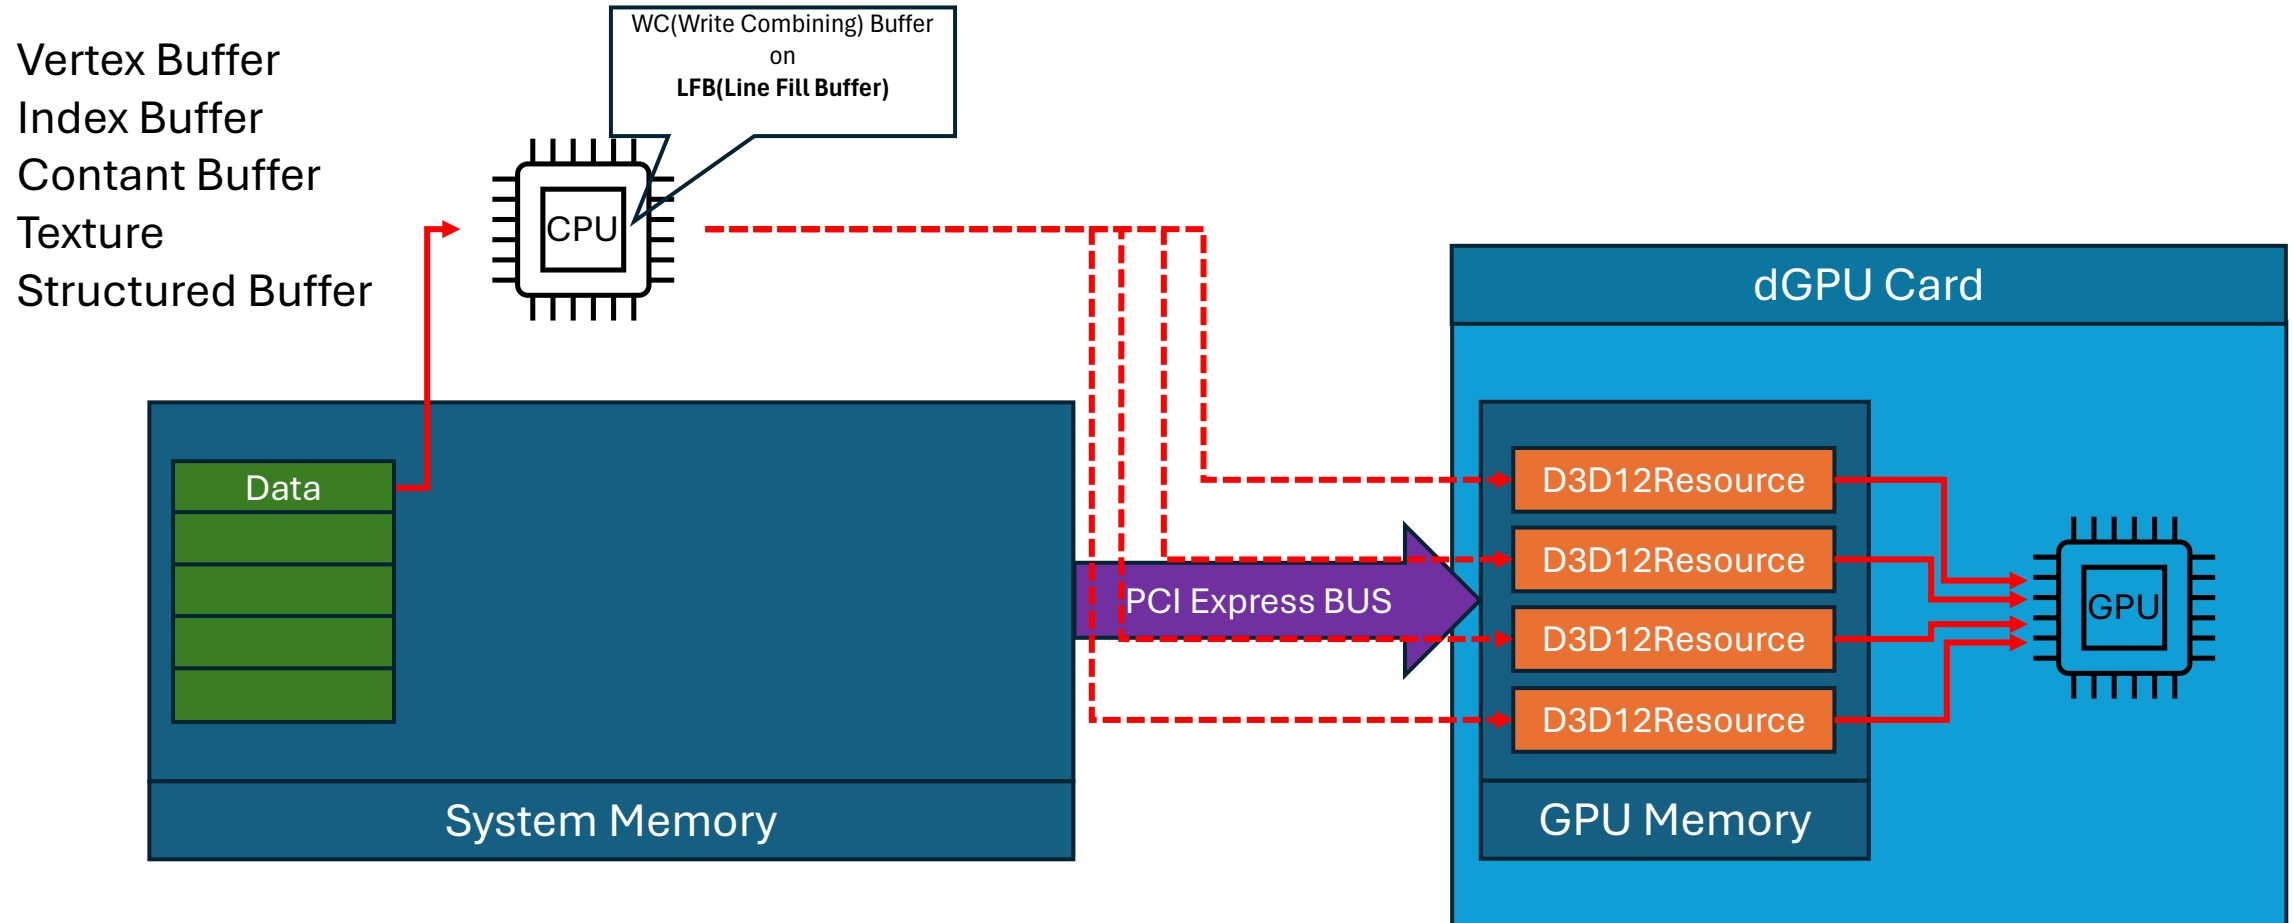 Vertex Buffer
Index Buffer
Contant Buffer
Texture
Structured Buffer
WC(Write Combining) Buffer
on
LFB(Line Fill Buffer)
CPU
dGPU Card
Data
D3D12Resource
D3D12Resource
PCI Express BUS
D3D12Resource
D3D12Resource
GPU
System Memory
GPU Memory